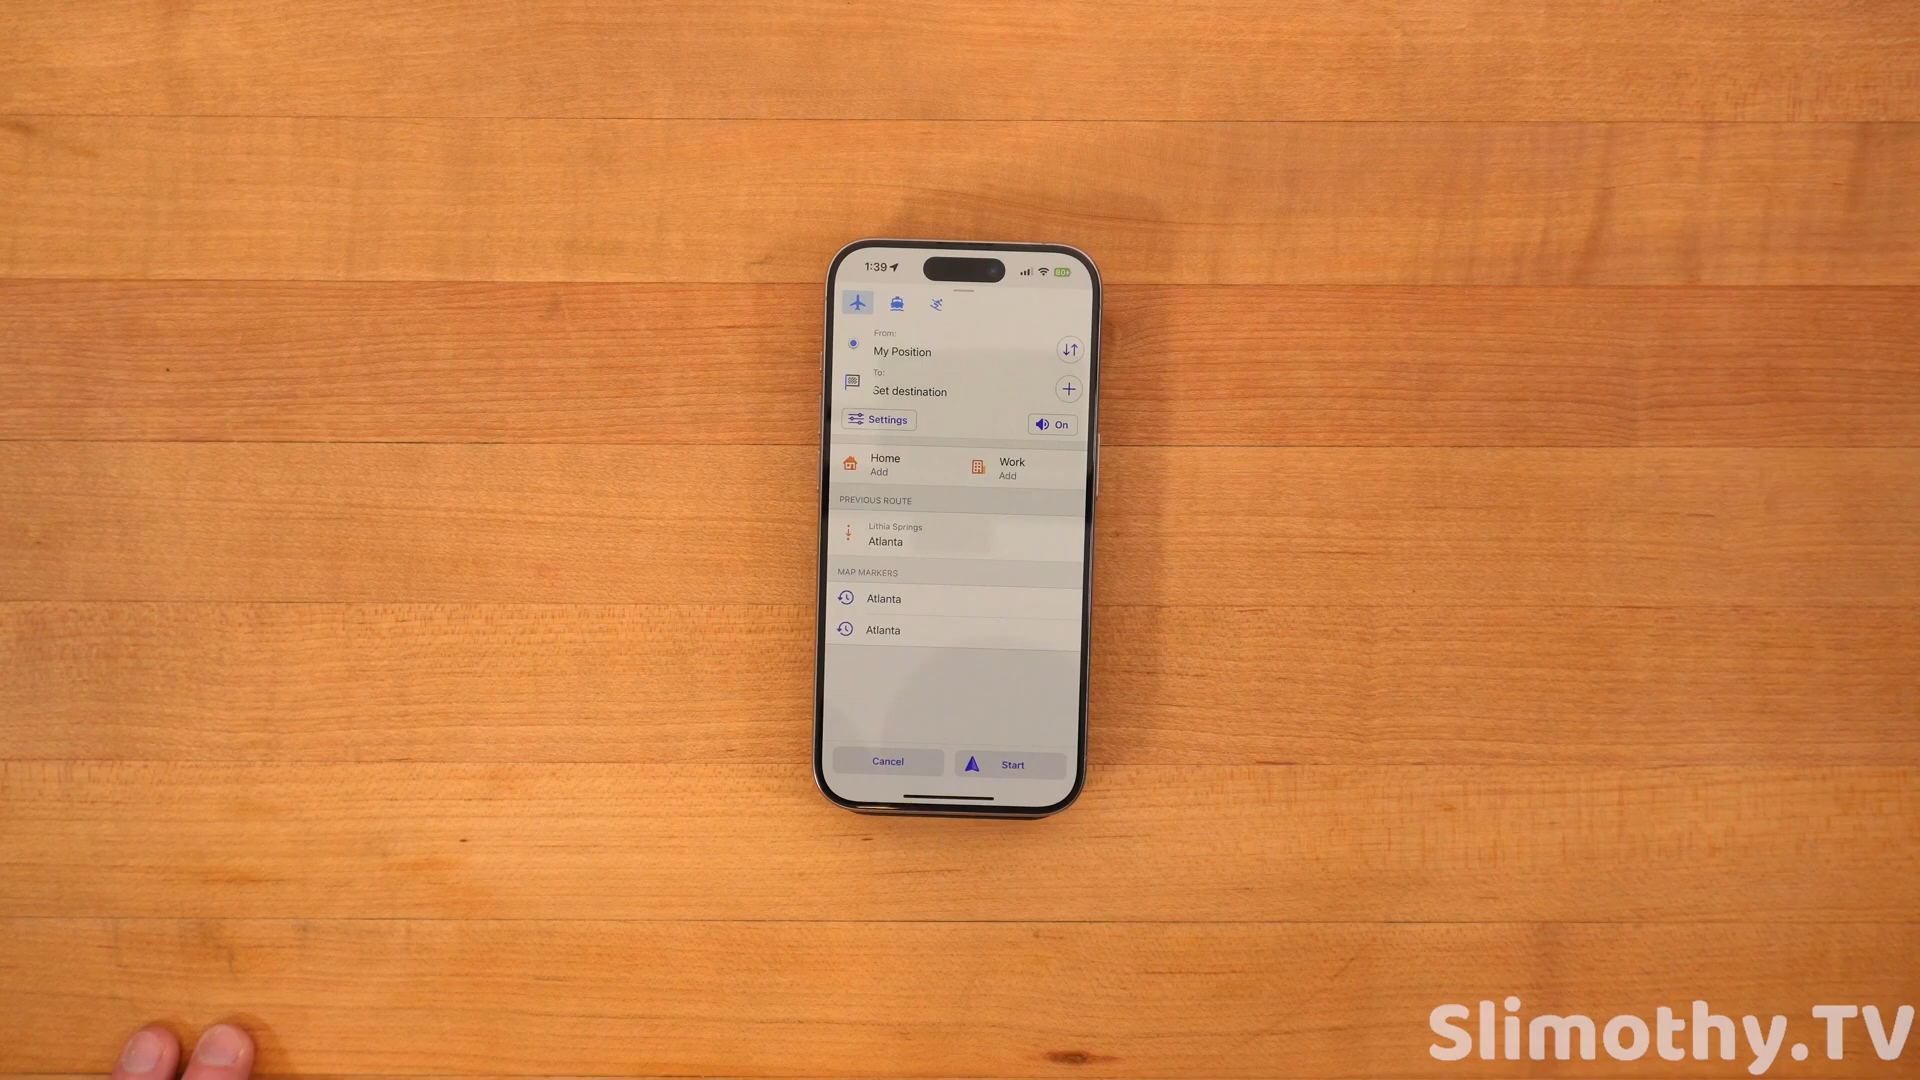 1:39
60+
From:
My Position
To:
Set destination
Settings
On
Home
Add
Work
Add
PREVIOUS ROUTE
Lithia Springs
Atlanta
MAP MARKERS
Atlanta
Atlanta
Cancel
Start
Slimothy.TV